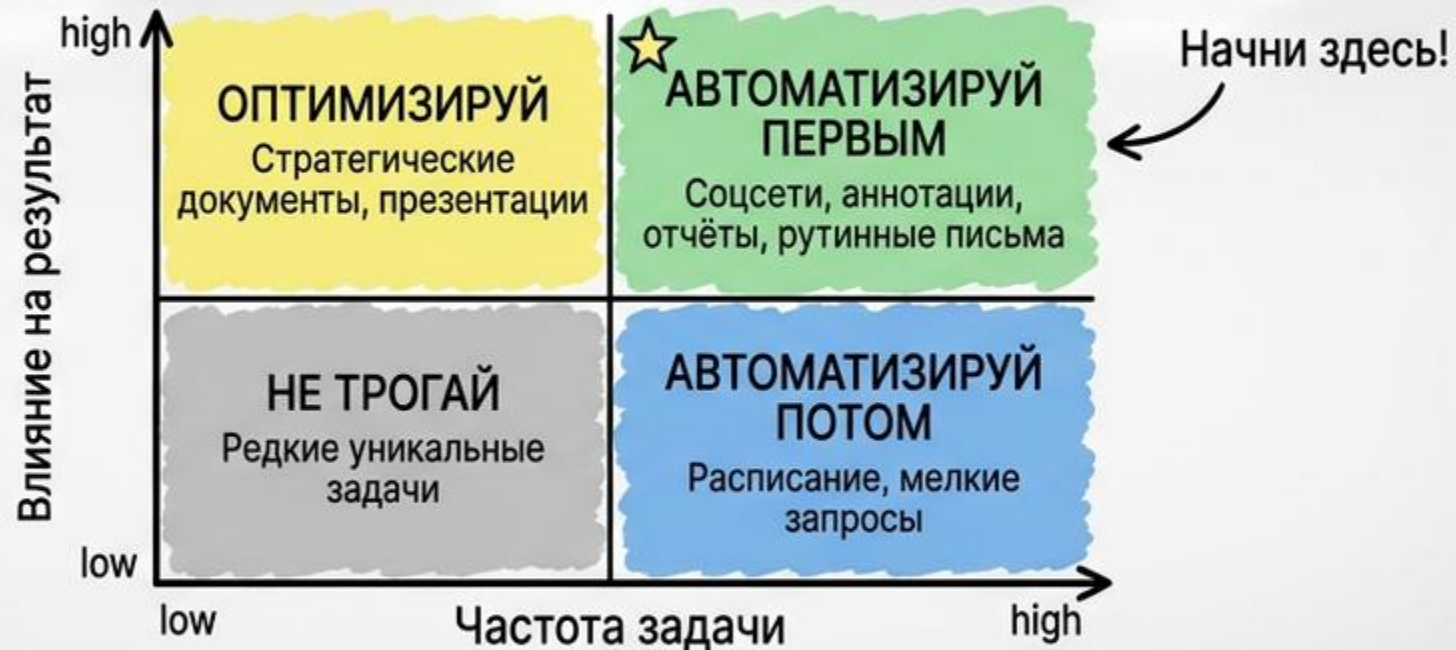 high
Начни здесь!
ОПТИМИЗИРУЙ
Стратегические
документы, презентации
АВТОМАТИЗИРУЙ
ПЕРВЫМ
Соцсети, аннотации,
отчёты, рутинные письма
Влияние на результат
НЕ ТРОГАЙ
Редкие уникальные
задачи
АВТОМАТИЗИРУЙ
ПОТОМ
Расписание, мелкие
запросы
low
low
Частота задачи
high